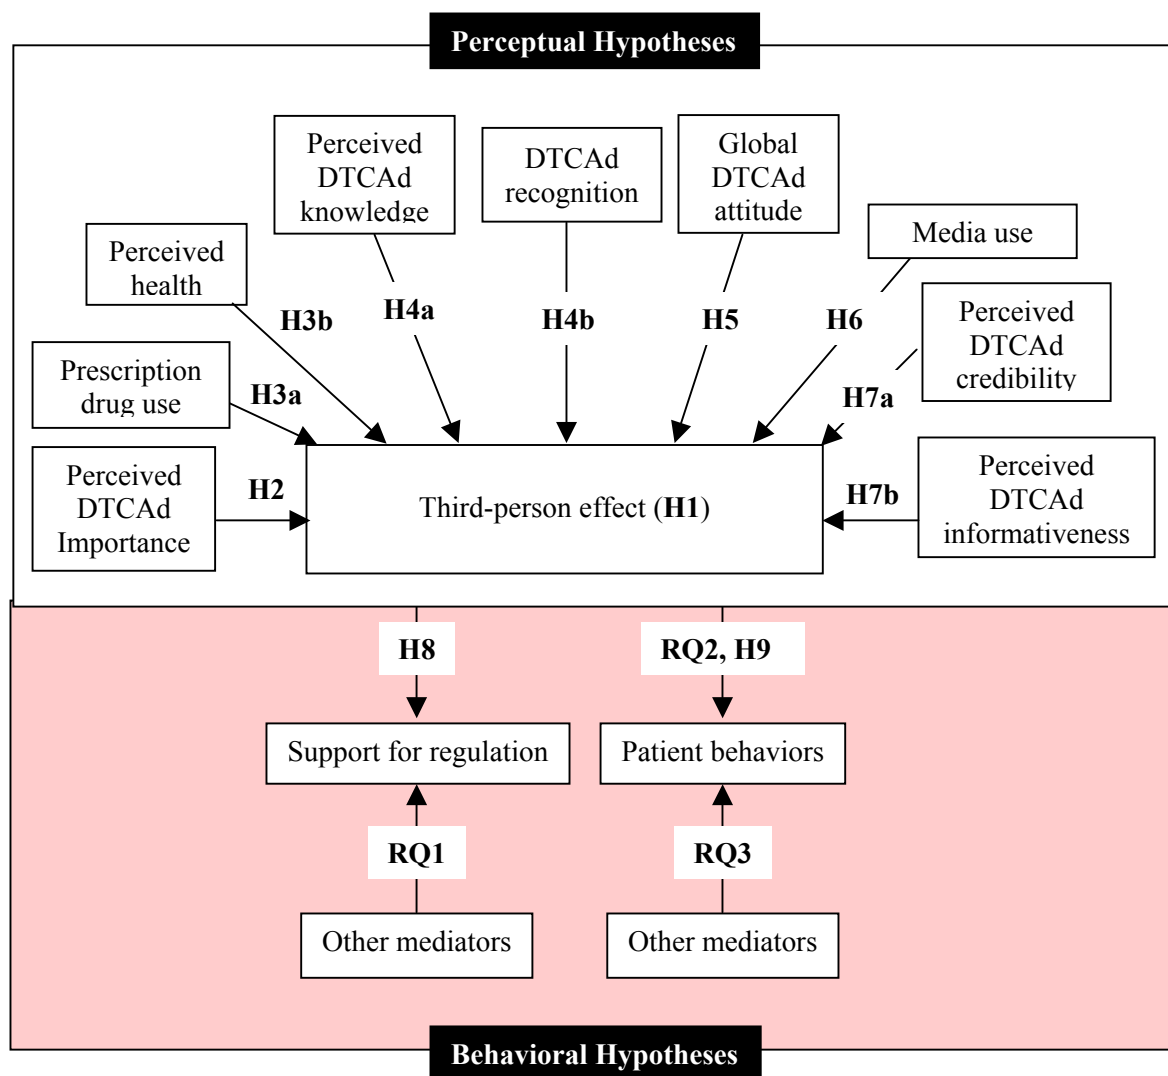 Perceptual Hypotheses
Perceived
DTCAd
knowledge
DTCAd
recognition
Global
DTCAd
attitude
Media use
Perceived
health
H3b
H4a
H4b
H5
H6
Perceived
DTCAd
credibility
Prescription
drug use
H3a
H7a
Perceived
DTCAd
Importance
H2
Third-person effect (H1)
H7b
Perceived
DTCAd
informativeness
H8
RQ2, H9
Support for regulation
Patient behaviors
RQ1
RQ3
Other mediators
Other mediators
Behavioral Hypotheses